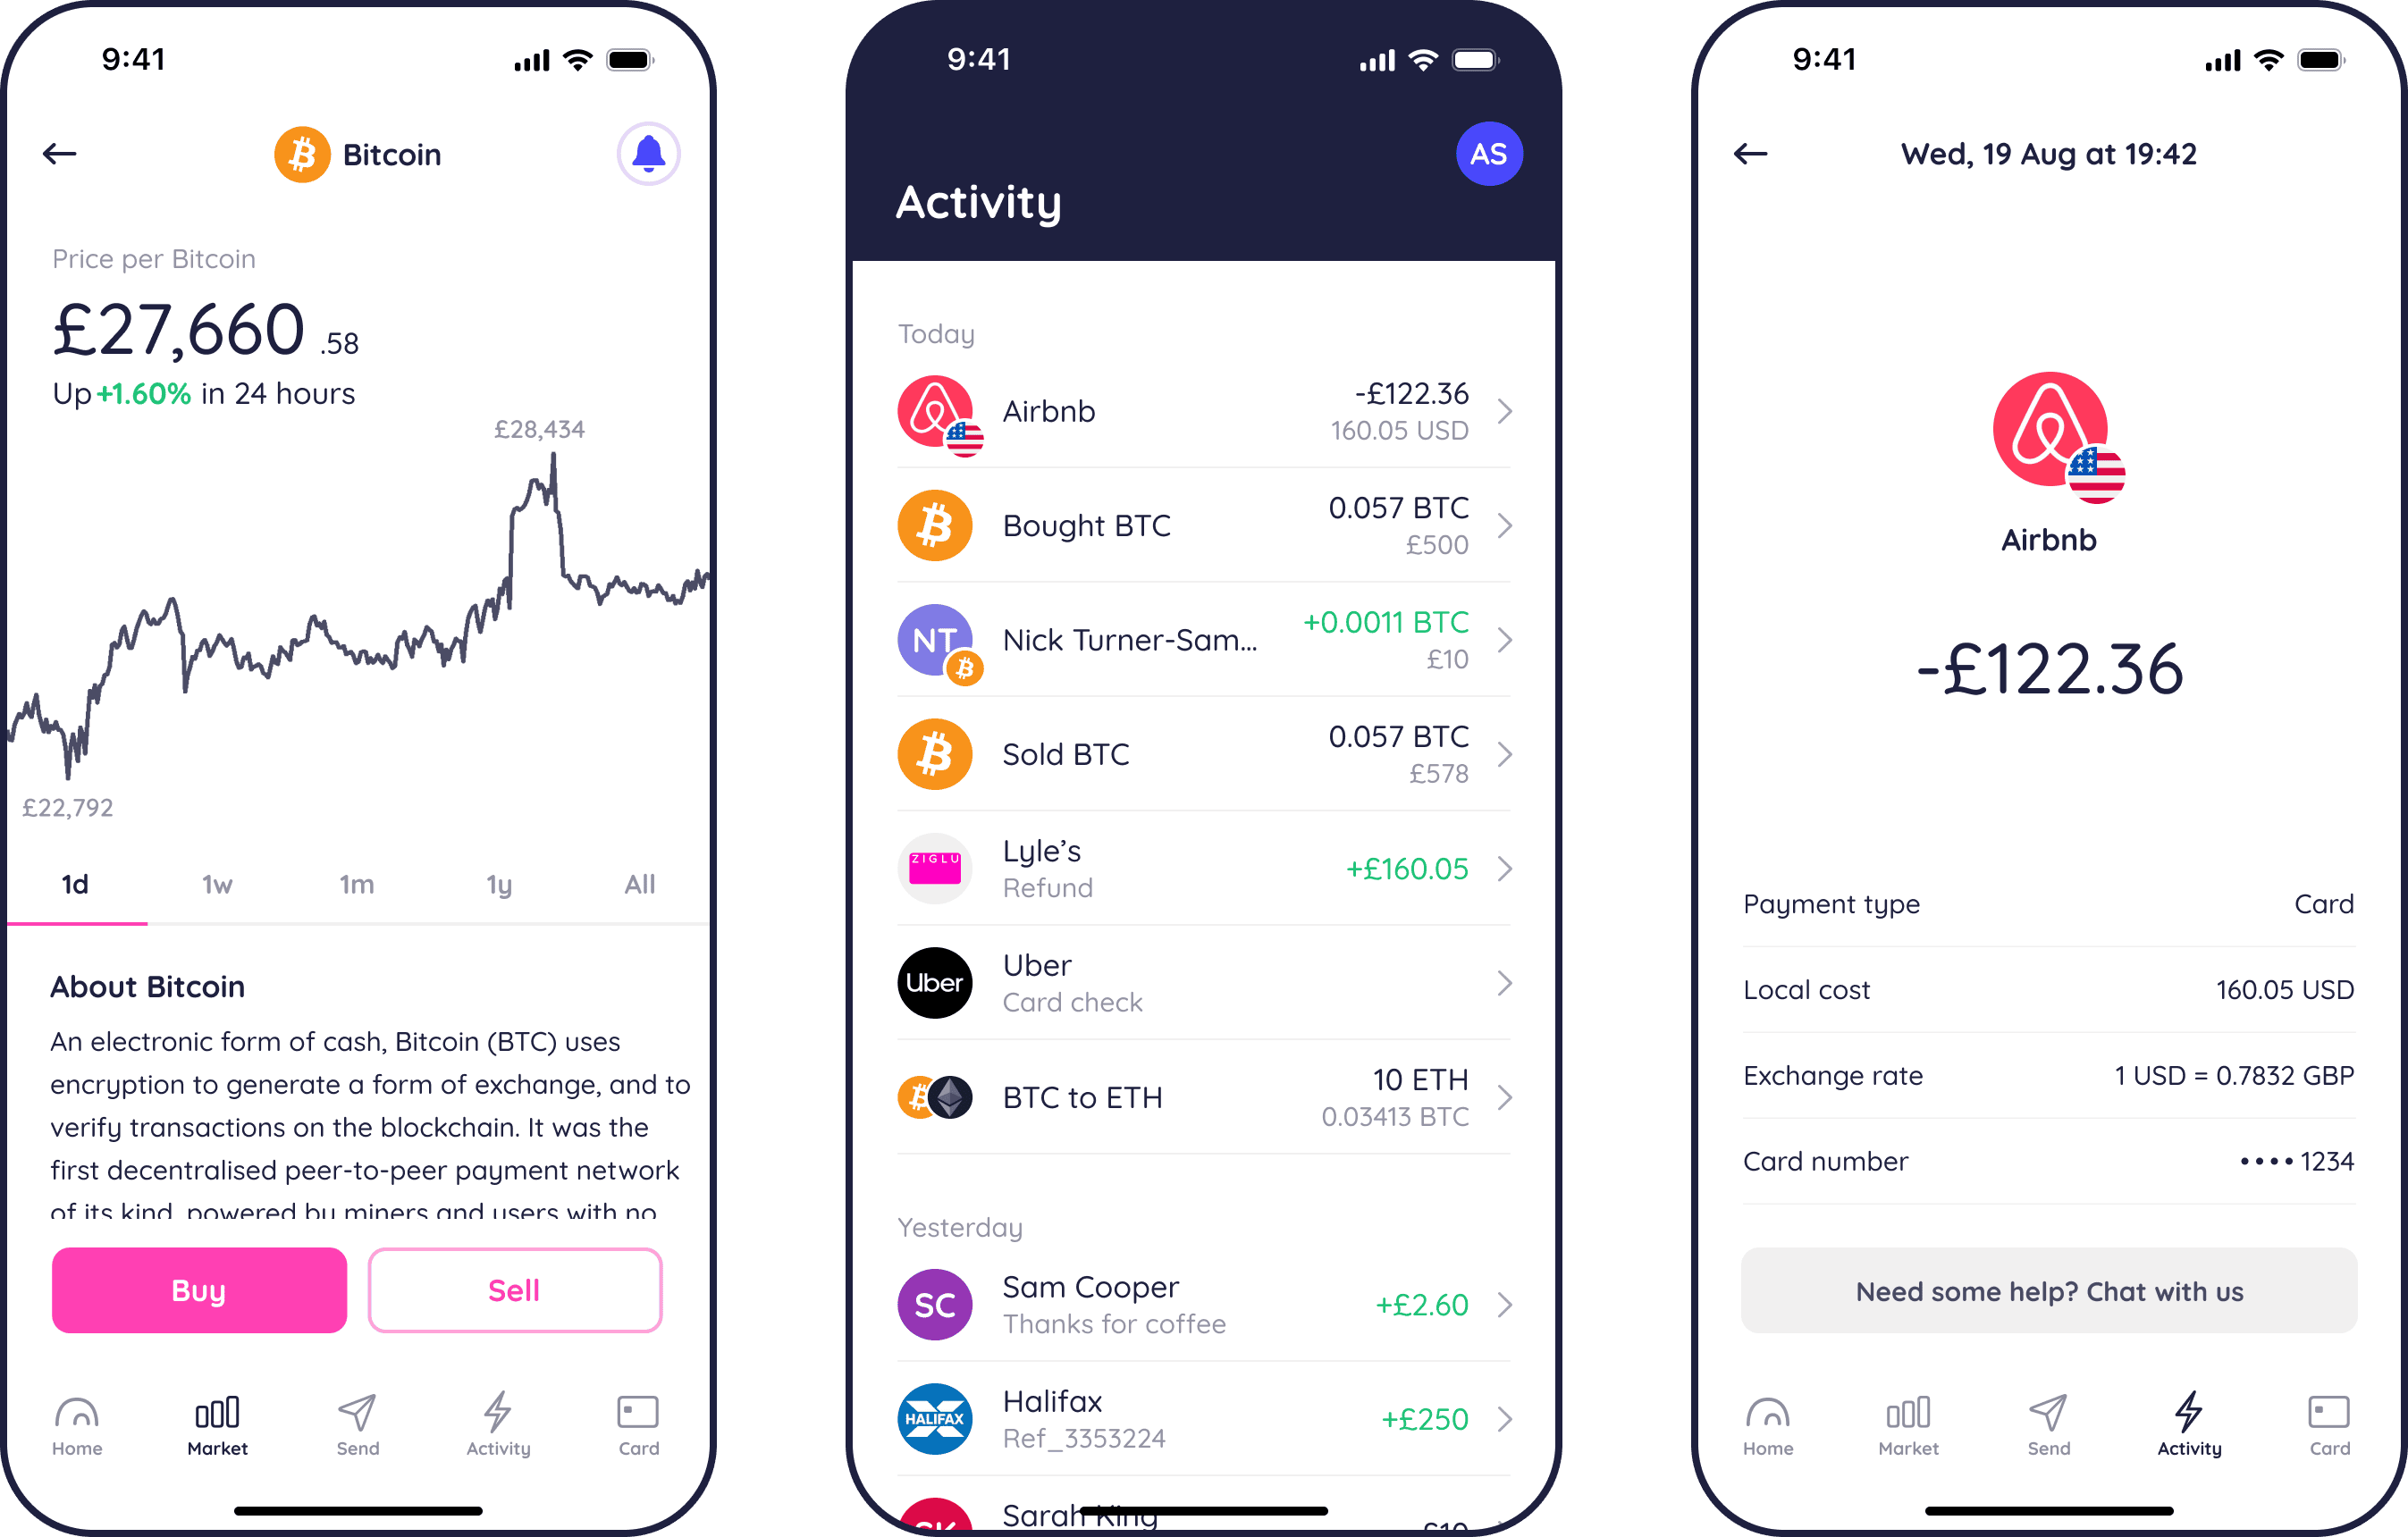 9:41
Bitcoin
Price per Bitcoin
£27,660 .58
Up +1.60% in 24 hours
£28,434
£22,792
1d 1w 1m 1y All
About Bitcoin
An electronic form of cash, Bitcoin (BTC) uses
encryption to generate a form of exchange, and to
verify transactions on the blockchain. It was the
first decentralised peer-to-peer payment network
of its kind, powered by miners and users with no
Buy Sell
Home Market Send Activity Card
9:41
AS
Activity
Today
Airbnb -£122.36
160.05 USD
Bought BTC 0.057 BTC
£500
NT Nick Turner-Sam... +0.0011 BTC
£10
Sold BTC 0.057 BTC
£578
ZIGLU
Lyle’s +£160.05
Refund
Uber
Uber
Card check
BTC to ETH 10 ETH
0.03413 BTC
Yesterday
SC Sam Cooper +£2.60
Thanks for coffee
HALIFAX
Halifax +£250
Ref_3353224
SK Sarah King £10
9:41
Wed, 19 Aug at 19:42
Airbnb
-£122.36
Payment type Card
Local cost 160.05 USD
Exchange rate 1 USD = 0.7832 GBP
Card number •••• 1234
Need some help? Chat with us
Home Market Send Activity Card